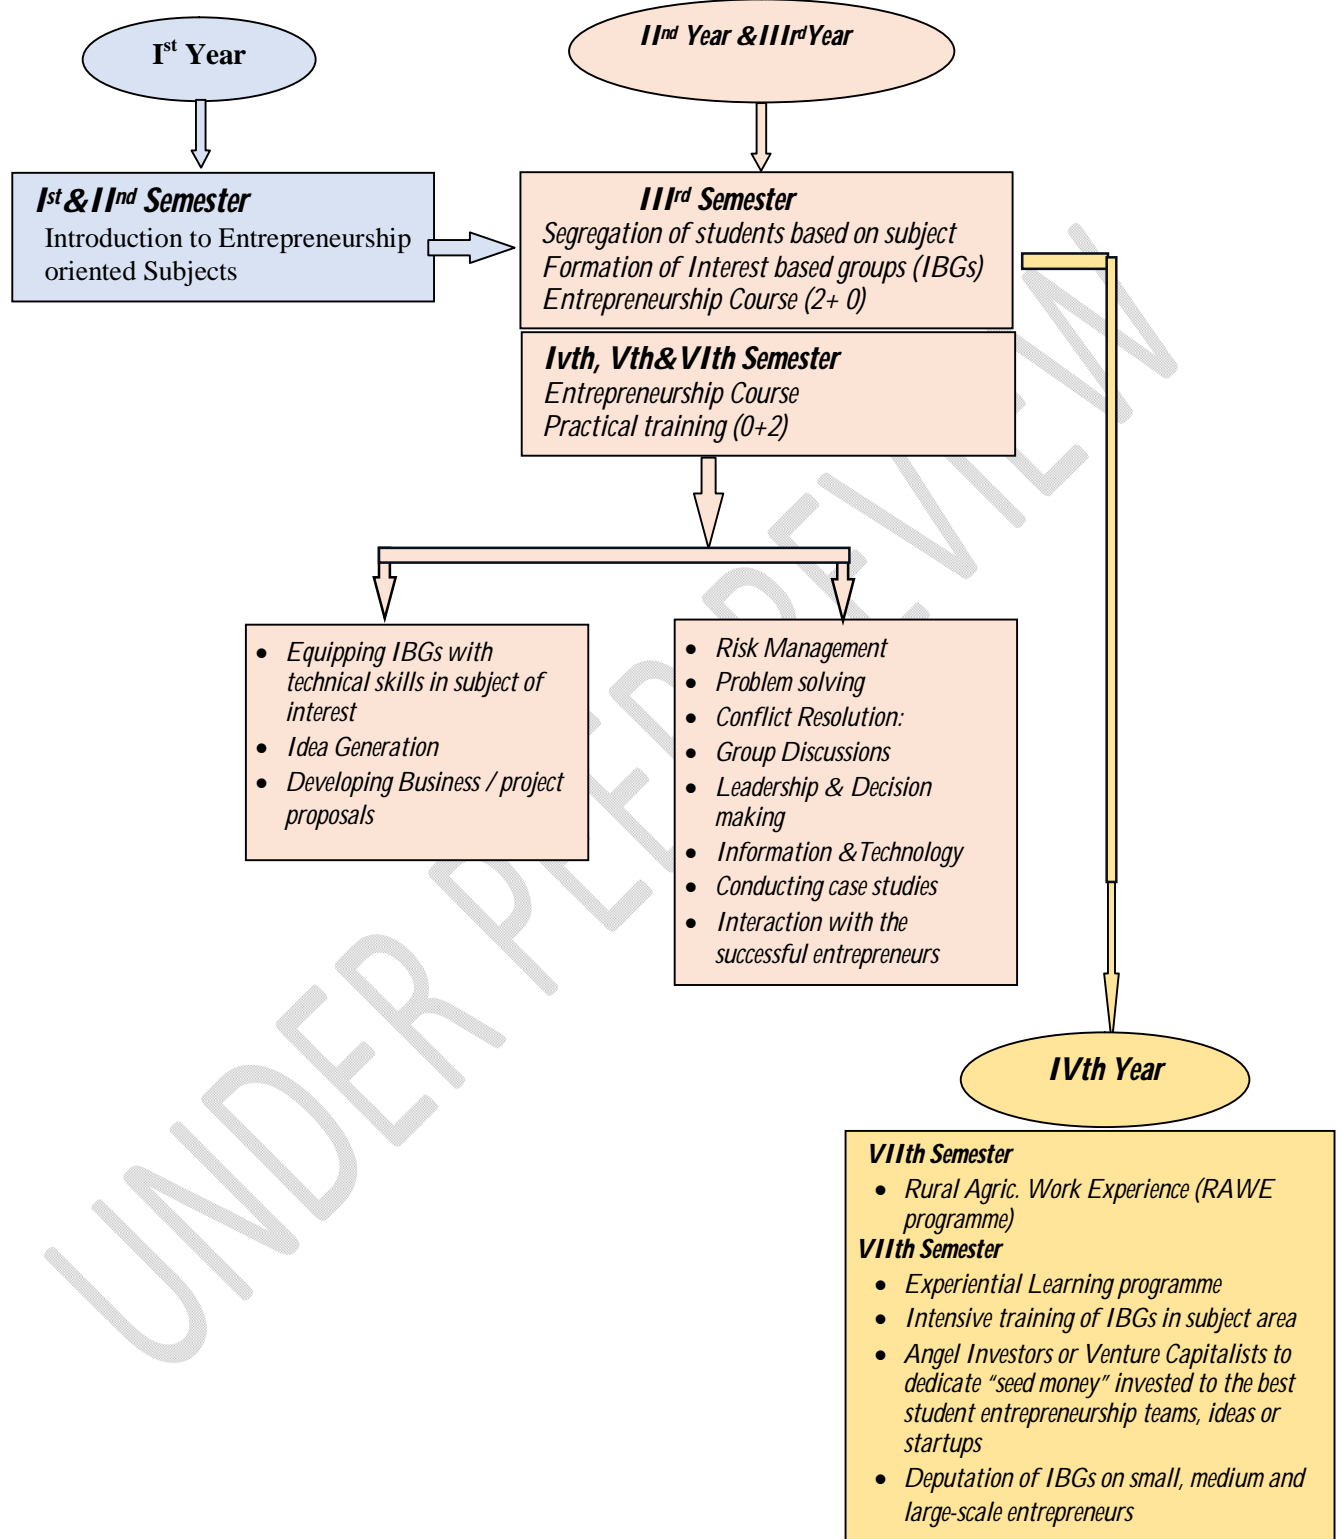 Ist Year
IInd Year &IIIrdYear
Ist&IInd Semester
Introduction to Entrepreneurship
oriented Subjects
IIIrd Semester
Segregation of students based on subject
Formation of Interest based groups (IBGs)
Entrepreneurship Course (2+ 0)
Ivth, Vth&VIth Semester
Entrepreneurship Course
Practical training (0+2)
• Equipping IBGs with
technical skills in subject of
interest
• Idea Generation
• Developing Business / project
proposals
• Risk Management
• Problem solving
• Conflict Resolution:
• Group Discussions
• Leadership & Decision
making
• Information &Technology
• Conducting case studies
• Interaction with the
successful entrepreneurs
IVth Year
VIIth Semester
• Rural Agric. Work Experience (RAWE
programme)
VIIth Semester
• Experiential Learning programme
• Intensive training of IBGs in subject area
• Angel Investors or Venture Capitalists to
dedicate “seed money” invested to the best
student entrepreneurship teams, ideas or
startups
• Deputation of IBGs on small, medium and
large-scale entrepreneurs
UNDER PEER REVIEW